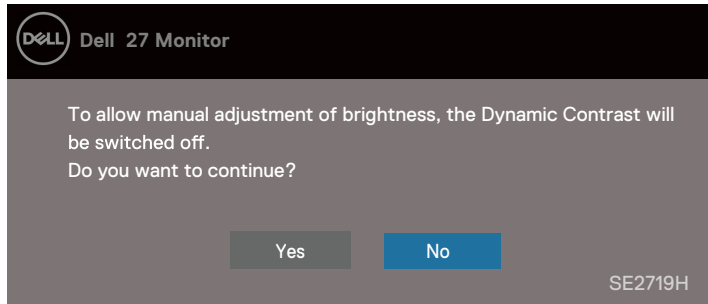 DELL Dell 27 Monitor
To allow manual adjustment of brightness, the Dynamic Contrast will
be switched off.
Do you want to continue?
Yes No
SE2719H